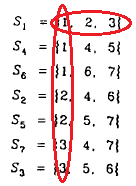 S₁ = {1, 2, 3}
S₄ = {1, 4, 5}
S₆ = {1, 6, 7}
S₂ = {2, 4, 6}
S₅ = {2, 5, 7}
S₇ = {3, 4, 7}
S₃ = {3, 5, 6}